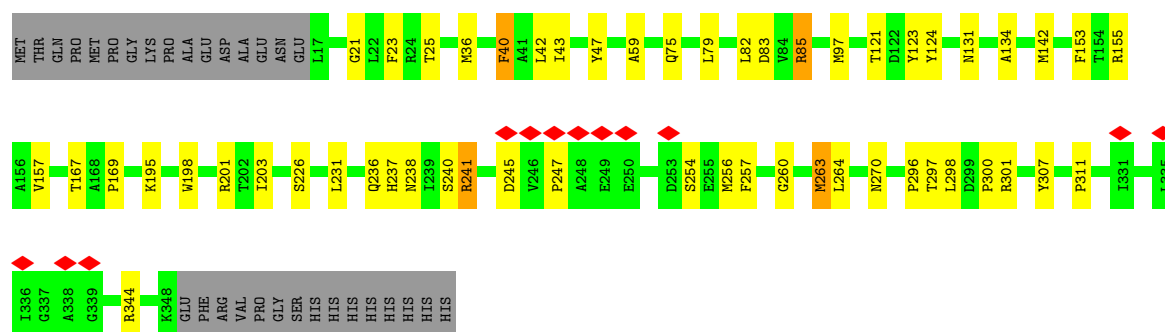 MET THR GLN PRO MET PRO GLY LYS PRO ALA GLU ASP ALA GLU ASN GLU L17 G21 L22 F23 R24 T25 M36 F40 A41 L42 I43 Y47 A59 Q75 L79 L82 D83 V84 R85 M97 T121 D122 Y123 Y124 N131 A134 M142 F153 T154 R155
A156 V157 T167 A168 P169 K195 W198 R201 T202 I203 S226 L231 Q236 H237 N238 I239 S240 R241 D245 V246 P247 A248 E249 E250 D253 S254 E255 M256 F257 G260 M263 L264 N270 P296 T297 L298 D299 P300 R301 Y307 P311 I331
I336 G337 A338 G339 R344 K348 GLU PHE ARG VAL PRO GLY SER HIS HIS HIS HIS HIS HIS HIS HIS HIS